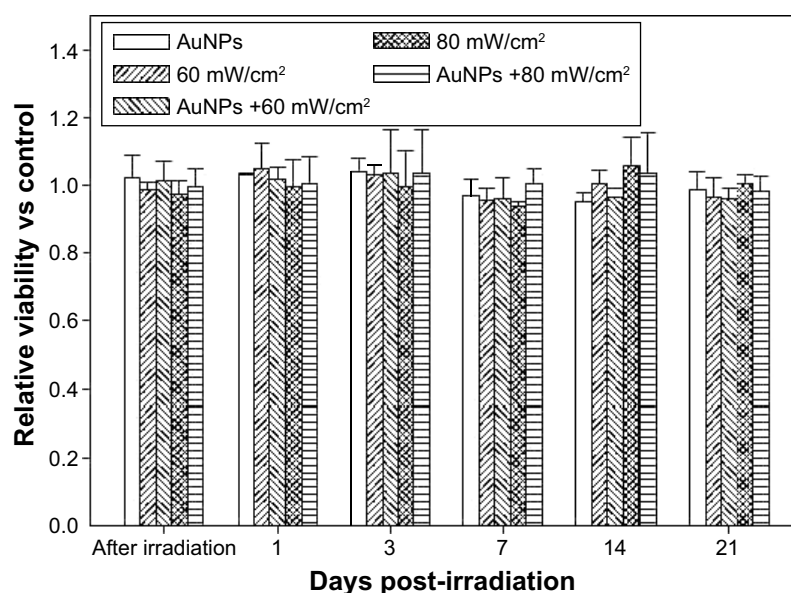 1.4
1.2
1.0
0.8
0.6
0.4
0.2
0.0
Relative viability vs control
AuNPs
60 mW/cm²
AuNPs +60 mW/cm²
80 mW/cm²
AuNPs +80 mW/cm²
After irradiation 1 3 7 14 21
Days post-irradiation